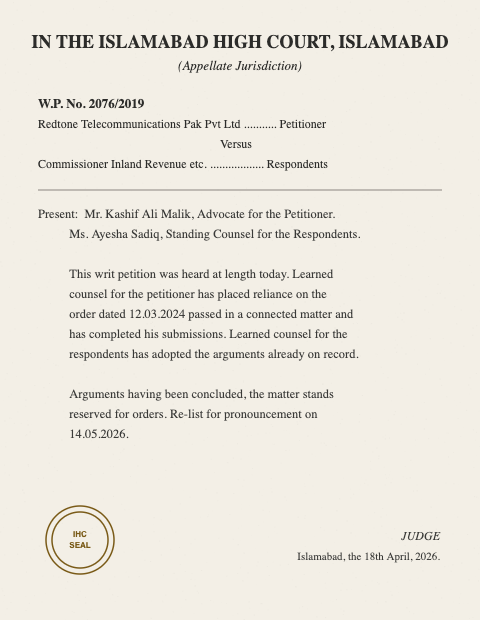 IN THE ISLAMABAD HIGH COURT, ISLAMABAD
(Appellate Jurisdiction)
W.P. No. 2076/2019
Redtone Telecommunications Pak Pvt Ltd ........... Petitioner
Versus
Commissioner Inland Revenue etc. .................. Respondents
Present: Mr. Kashif Ali Malik, Advocate for the Petitioner.
Ms. Ayesha Sadiq, Standing Counsel for the Respondents.
This writ petition was heard at length today. Learned
counsel for the petitioner has placed reliance on the
order dated 12.03.2024 passed in a connected matter and
has completed his submissions. Learned counsel for the
respondents has adopted the arguments already on record.
Arguments having been concluded, the matter stands
reserved for orders. Re-list for pronouncement on
14.05.2026.
IHC
SEAL
JUDGE
Islamabad, the 18th April, 2026.